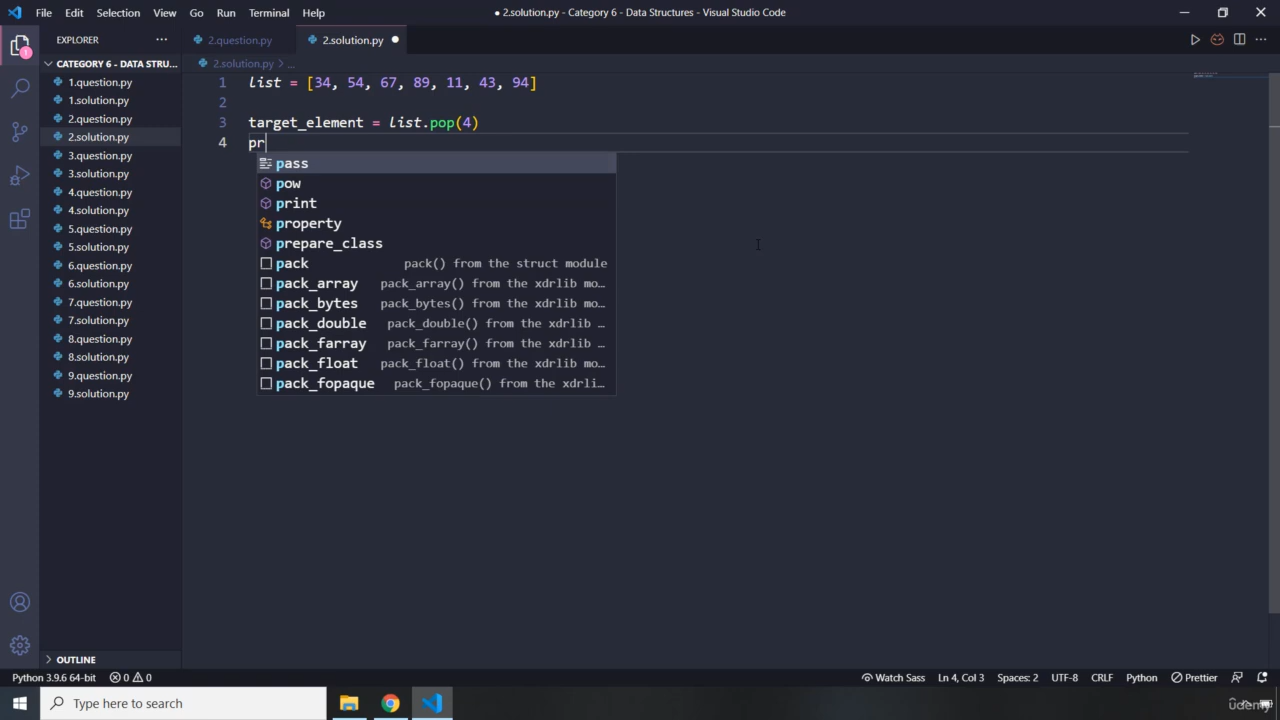 File Edit Selection View Go Run Terminal Help
● 2.solution.py - Category 6 - Data Structures - Visual Studio Code
EXPLORER ···
2.question.py 2.solution.py ●
CATEGORY 6 - DATA STRU...
2.solution.py > ...
1.question.py
1.solution.py
2.question.py
2.solution.py
3.question.py
3.solution.py
4.question.py
4.solution.py
5.question.py
5.solution.py
6.question.py
6.solution.py
7.question.py
7.solution.py
8.question.py
8.solution.py
9.question.py
9.solution.py
OUTLINE
1 list = [34, 54, 67, 89, 11, 43, 94]
2
3 target_element = list.pop(4)
4 pr
pass
pow
print
property
prepare_class
pack pack() from the struct module
pack_array pack_array() from the xdrlib mo...
pack_bytes pack_bytes() from the xdrlib mo...
pack_double pack_double() from the xdrlib ...
pack_farray pack_farray() from the xdrlib ...
pack_float pack_float() from the xdrlib mo...
pack_fopaque pack_fopaque() from the xdrli...
1
Python 3.9.6 64-bit 0 0 Watch Sass Ln 4, Col 3 Spaces: 2 UTF-8 CRLF Python Prettier
Type here to search
Udemy